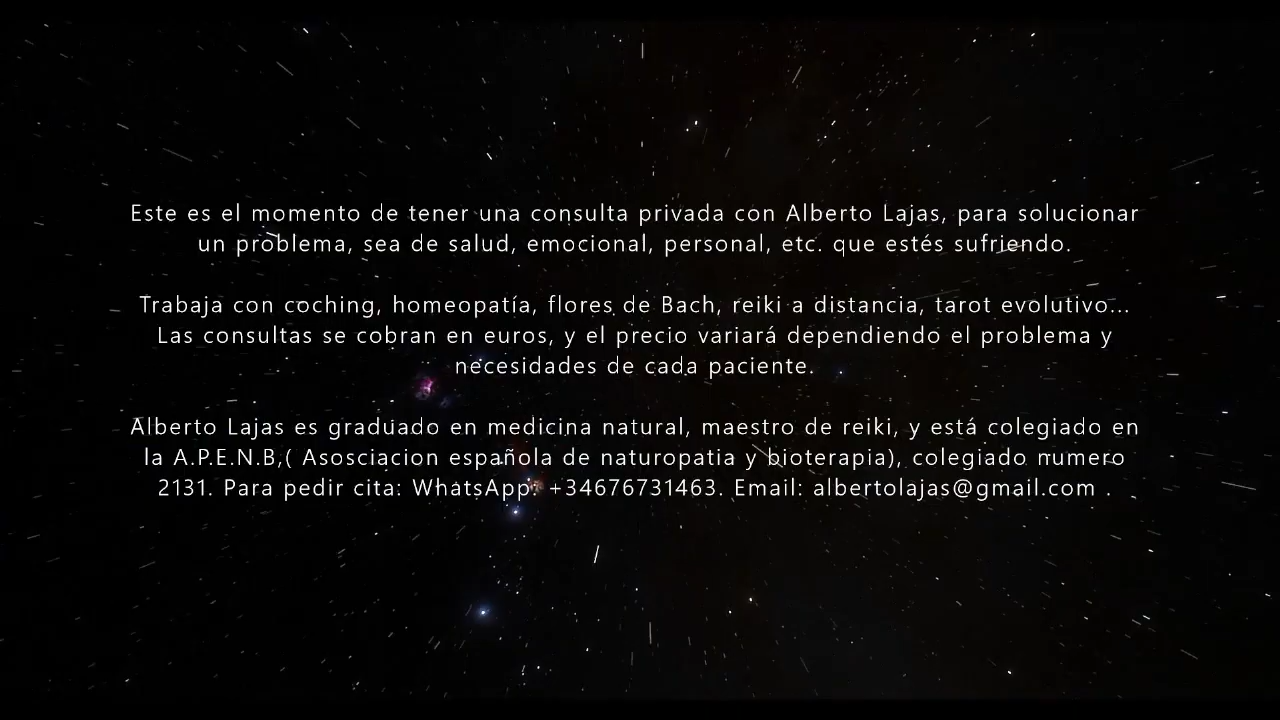 Este es el momento de tener una consulta privada con Alberto Lajas, para solucionar
un problema, sea de salud, emocional, personal, etc. que estés sufriendo.
Trabaja con coching, homeopatía, flores de Bach, reiki a distancia, tarot evolutivo...
Las consultas se cobran en euros, y el precio variará dependiendo el problema y
necesidades de cada paciente.
Alberto Lajas es graduado en medicina natural, maestro de reiki, y está colegiado en
la A.P.E.N.B,( Asosciacion española de naturopatia y bioterapia), colegiado numero
2131. Para pedir cita: WhatsApp: +34676731463. Email: albertolajas@gmail.com .